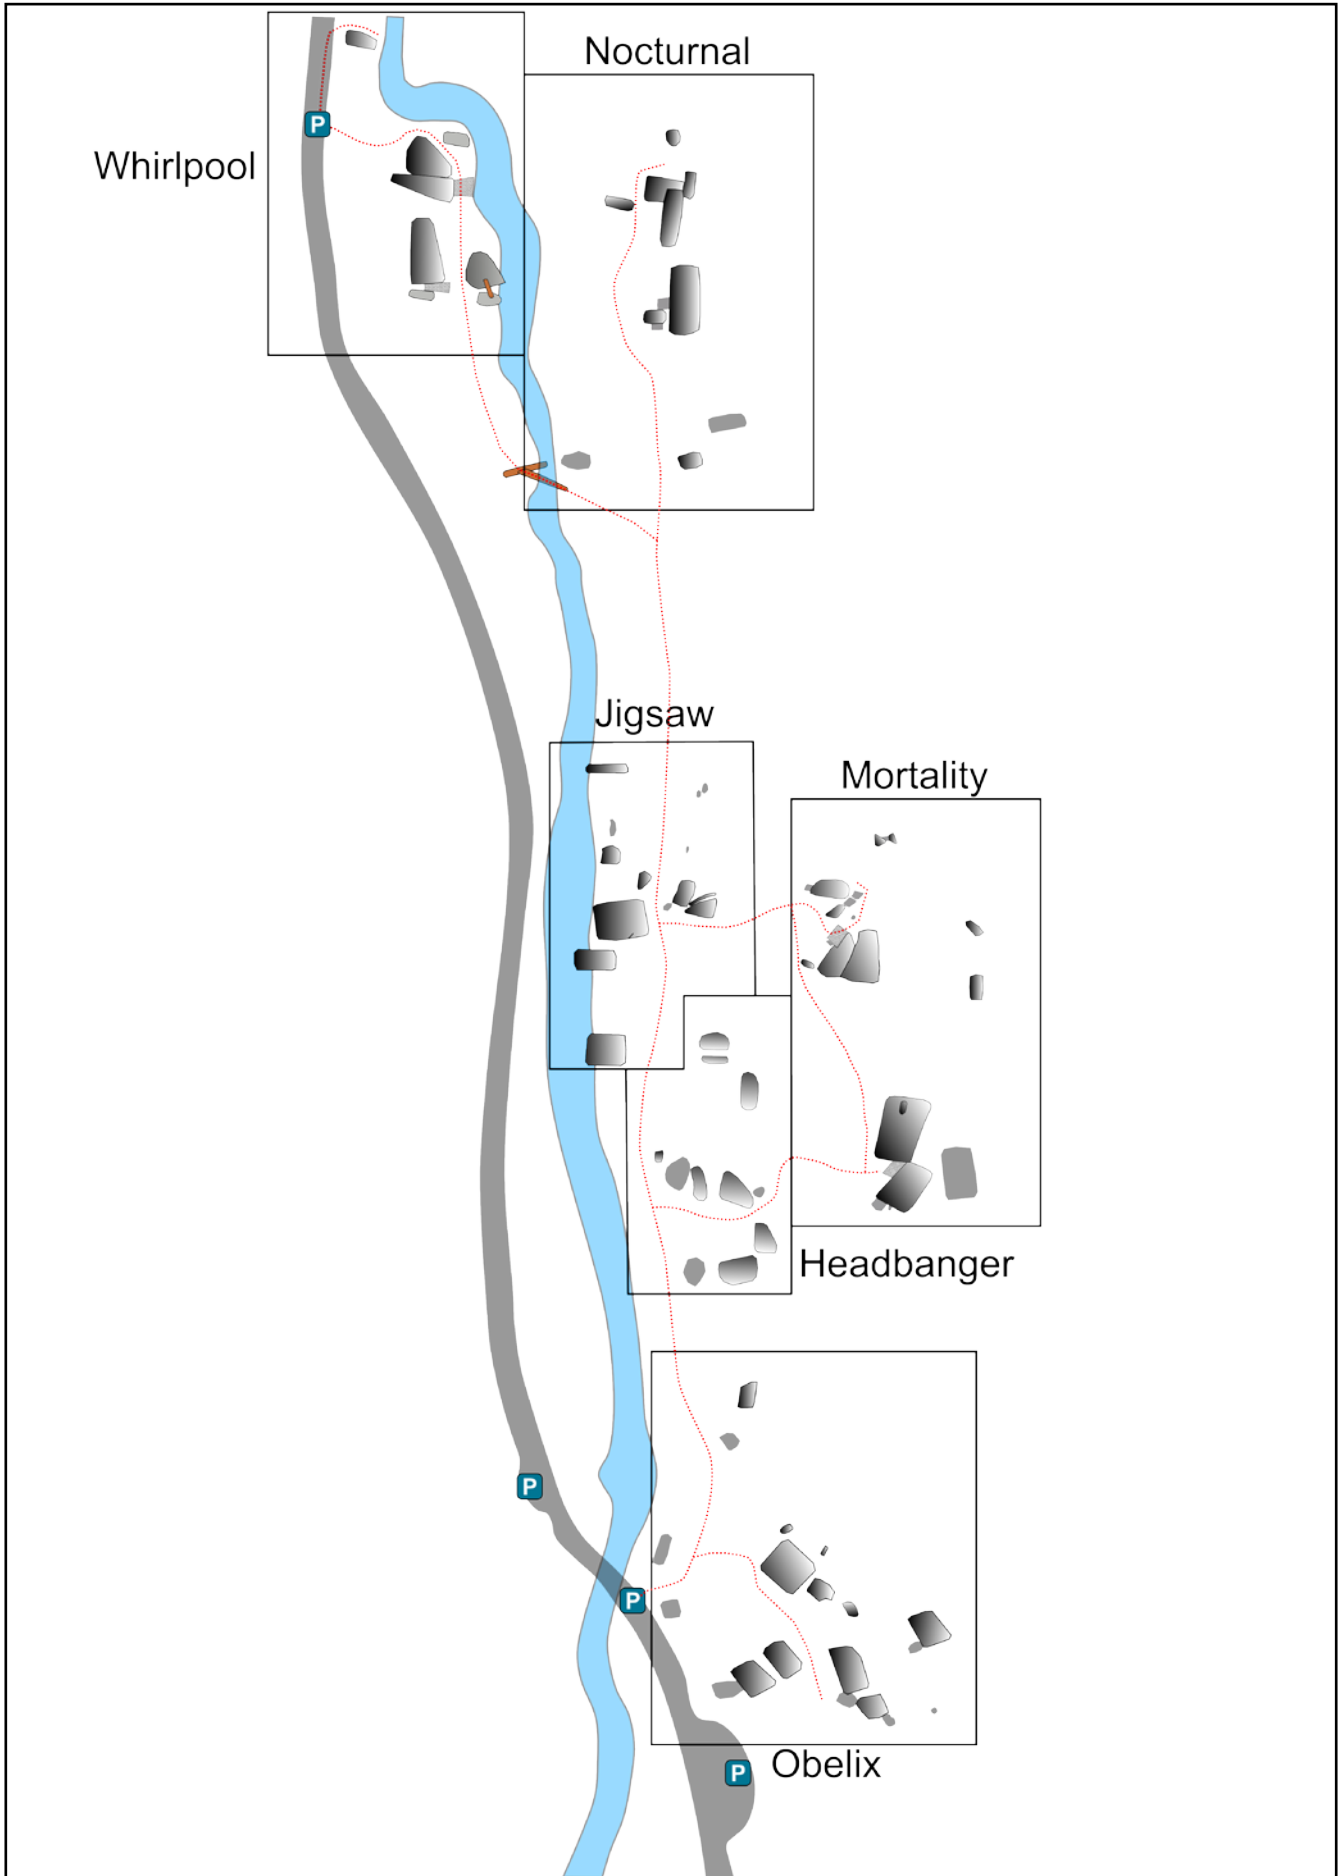 Nocturnal
P
Whirlpool
Jigsaw
Mortality
Headbanger
P
P
Obelix
P